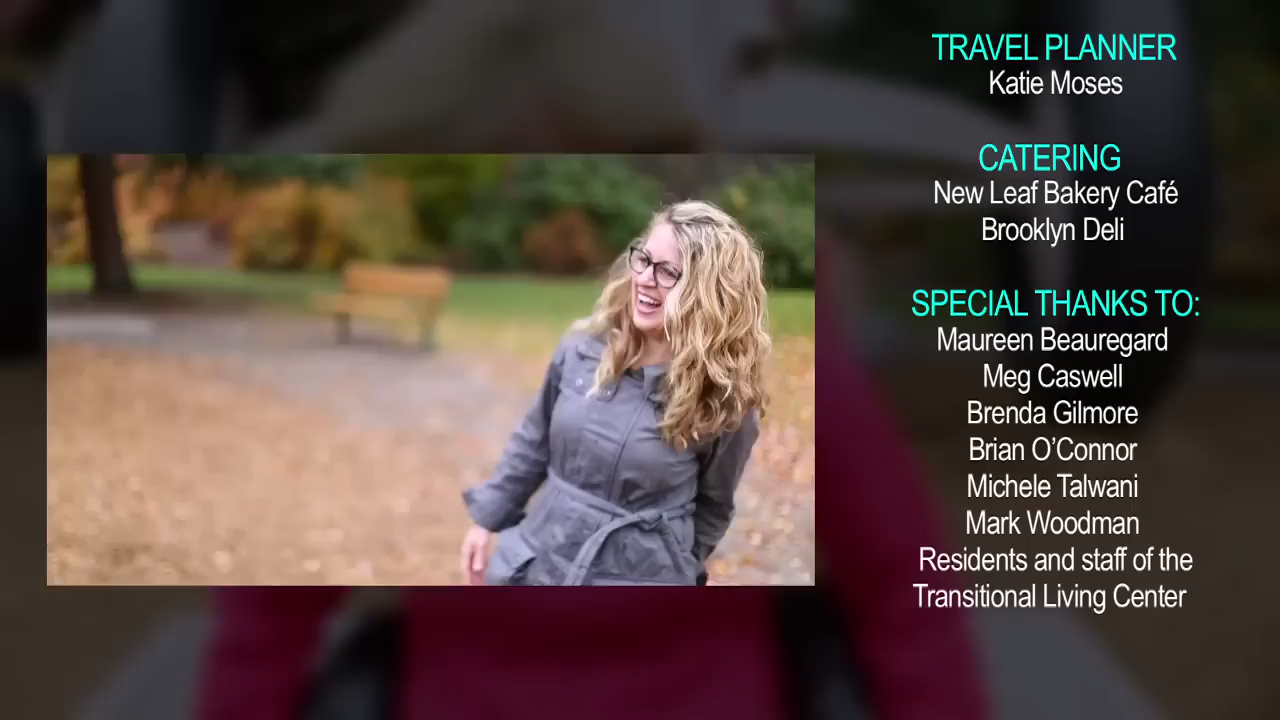 TRAVEL PLANNER
Katie Moses
CATERING
New Leaf Bakery Café
Brooklyn Deli
SPECIAL THANKS TO:
Maureen Beauregard
Meg Caswell
Brenda Gilmore
Brian O’Connor
Michele Talwani
Mark Woodman
Residents and staff of the
Transitional Living Center